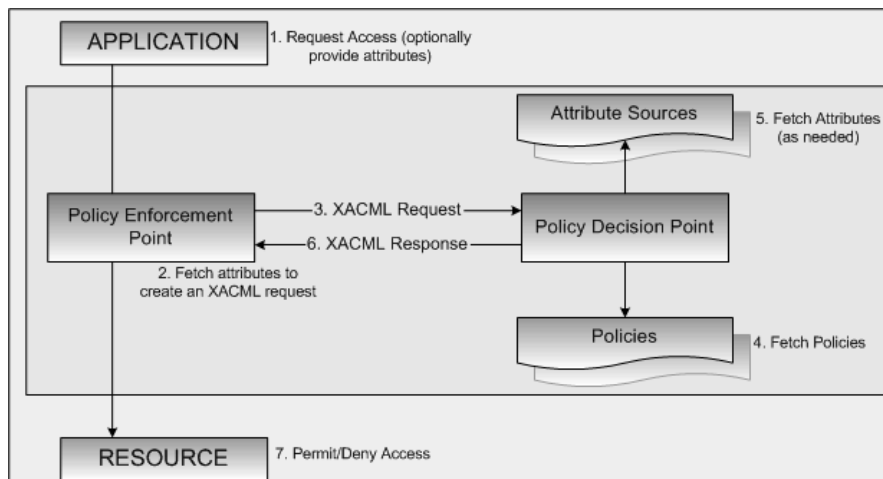 APPLICATION
1. Request Access (optionally
provide attributes)
Attribute Sources
5. Fetch Attributes
(as needed)
Policy Enforcement
Point
3. XACML Request
6. XACML Response
Policy Decision Point
2. Fetch attributes to
create an XACML request
Policies
4. Fetch Policies
RESOURCE
7. Permit/Deny Access